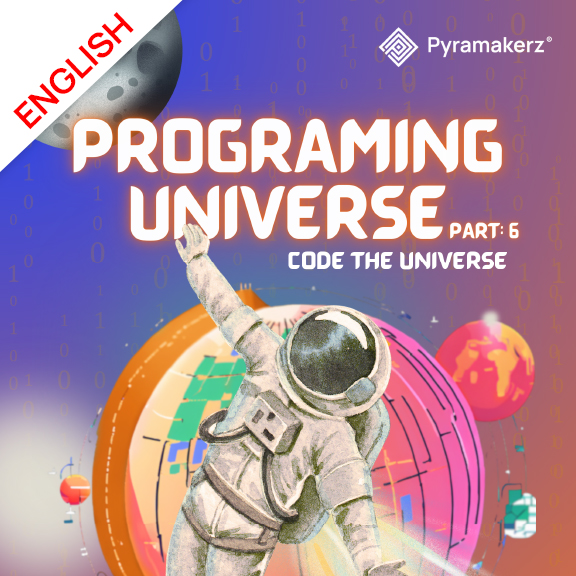 ENGLISH
Pyramakerz®
PROGRAMING
UNIVERSE PART: 6
CODE THE UNIVERSE